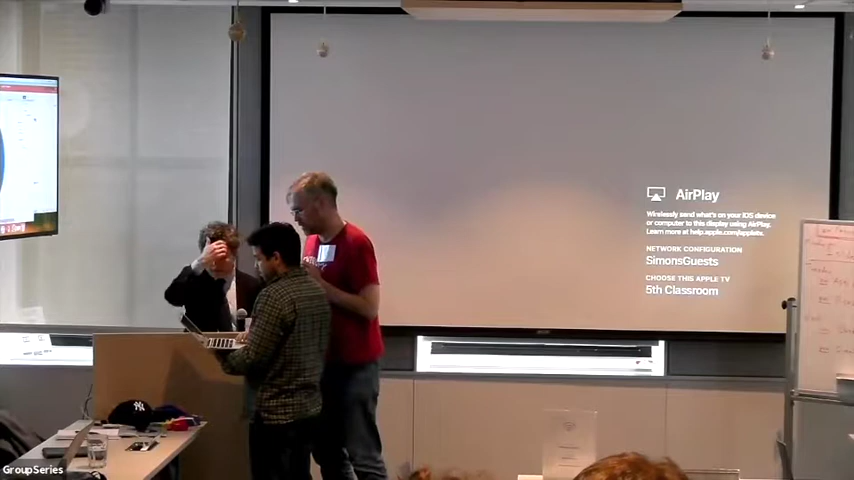 AirPlay
Wirelessly send what's on your iOS device
or computer to this display using AirPlay.
Learn more at help.apple.com/appletv.
NETWORK CONFIGURATION
SimonsGuests
CHOOSE THIS APPLE TV
5th Classroom
GroupSeries